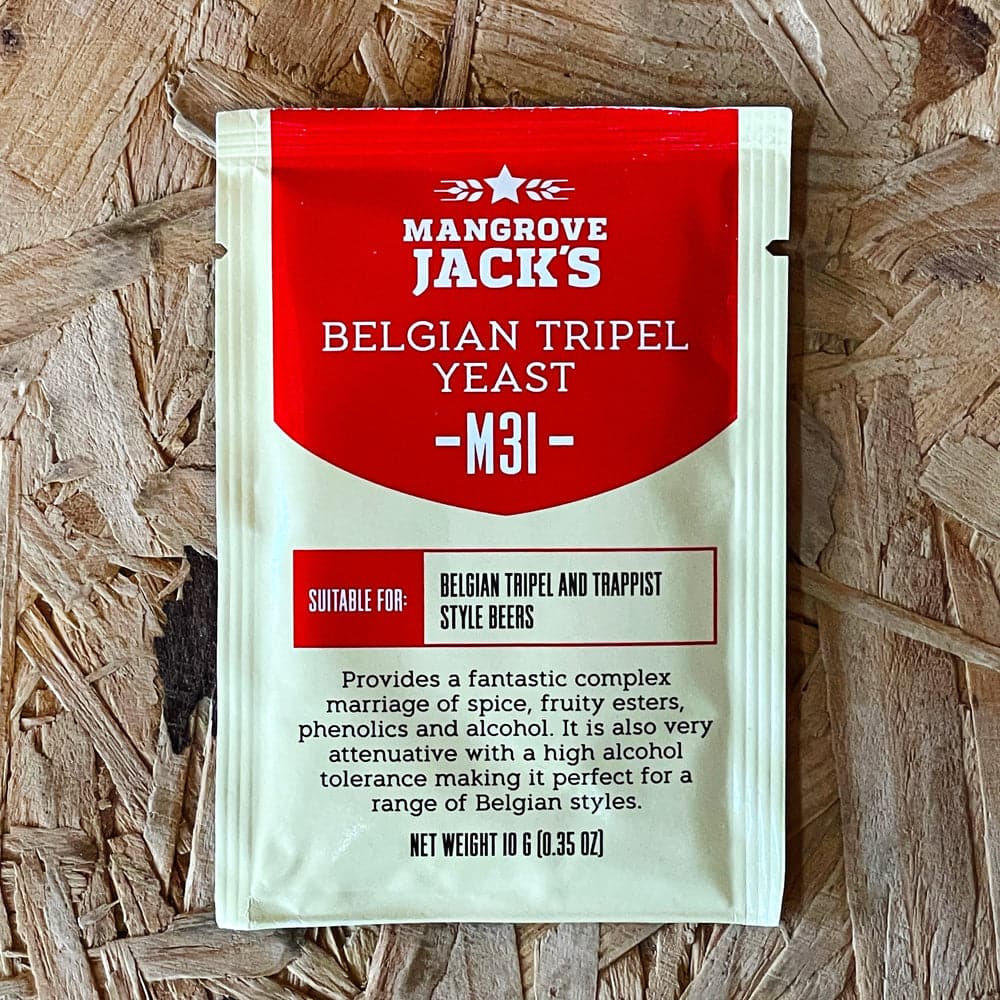 MANGROVE
JACK'S
BELGIAN TRIPEL
YEAST
-M31-
SUITABLE FOR:
BELGIAN TRIPEL AND TRAPPIST
STYLE BEERS
Provides a fantastic complex
marriage of spice, fruity esters,
phenolics and alcohol. It is also very
attenuative with a high alcohol
tolerance making it perfect for a
range of Belgian styles.
NET WEIGHT 10 G (0.35 OZ)